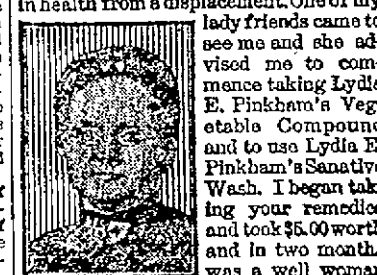 in health from a displacement. One of my
lady friends came to
see me and she ad-
vised me to com-
mence taking Lydia
E. Pinkham's Veg-
etable Compound
and to use Lydia E.
Pinkham's Sanative
Wash. I began tak-
ing your remedies
and took $5.00 worth
and in two months
was a well woman